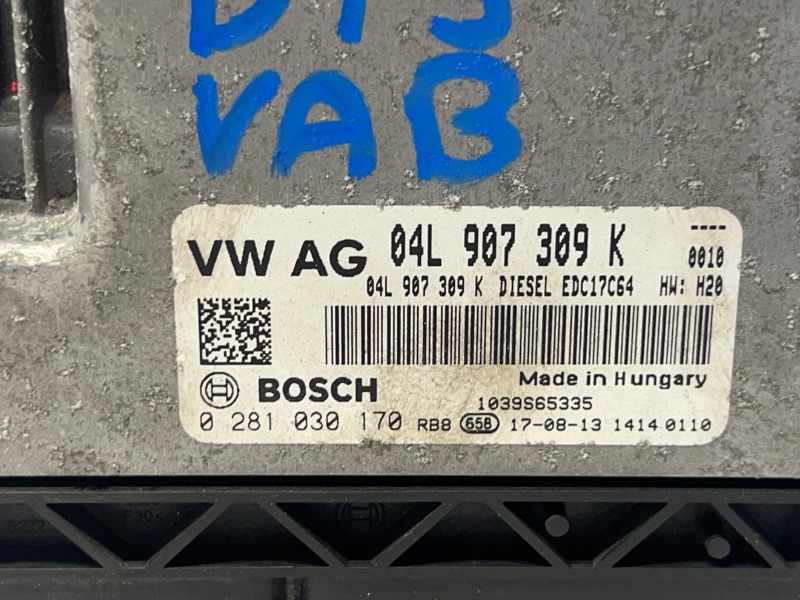 VAB
VW AG 04L 907 309 K ----
0010
04L 907 309 K DIESEL EDC17C64 HW: H20
Made in Hungary
BOSCH
1039S65335
0 281 030 170 RB8 658 17-08-13 1414 0110